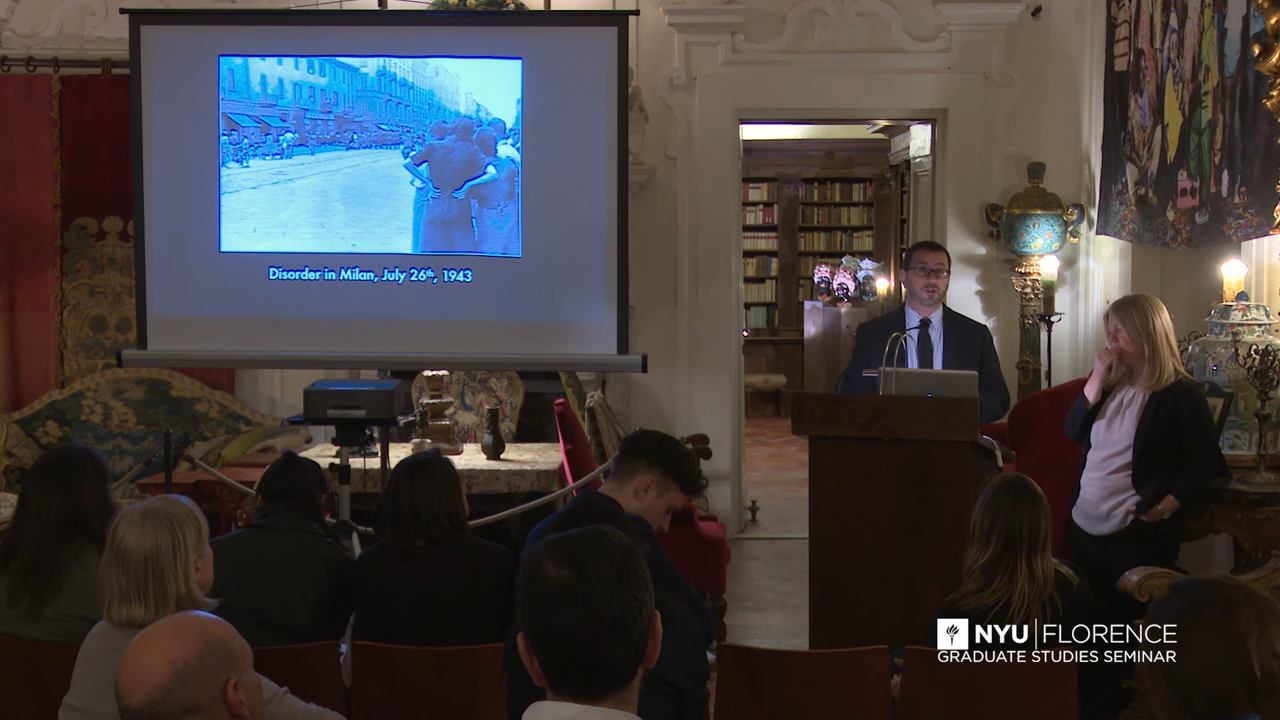 Disorder in Milan, July 26th, 1943
NYU | FLORENCE
GRADUATE STUDIES SEMINAR